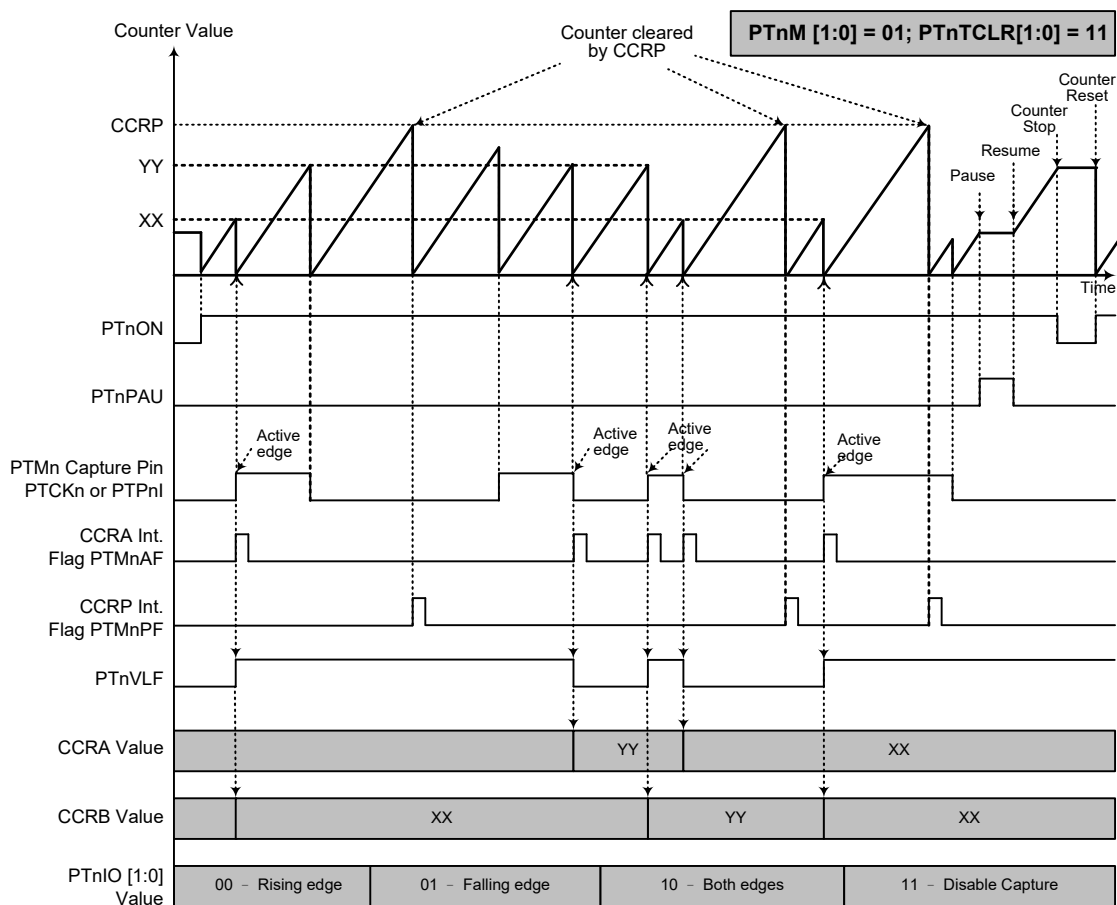 PTnM [1:0] = 01; PTnTCLR[1:0] = 11
Counter Value
Counter cleared
by CCRP
Counter
Reset
Counter
Stop
CCRP
YY
Resume
Pause
XX
Time
PTnON
PTnPAU
Active
edge
Active
edge
Active
edge
Active
edge
PTMn Capture Pin
PTCKn or PTPnI
CCRA Int.
Flag PTMnAF
CCRP Int.
Flag PTMnPF
PTnVLF
CCRA Value
YY
XX
CCRB Value
XX
YY
XX
PTnIO [1:0]
Value
00 – Rising edge
01 – Falling edge
10 – Both edges
11 – Disable Capture